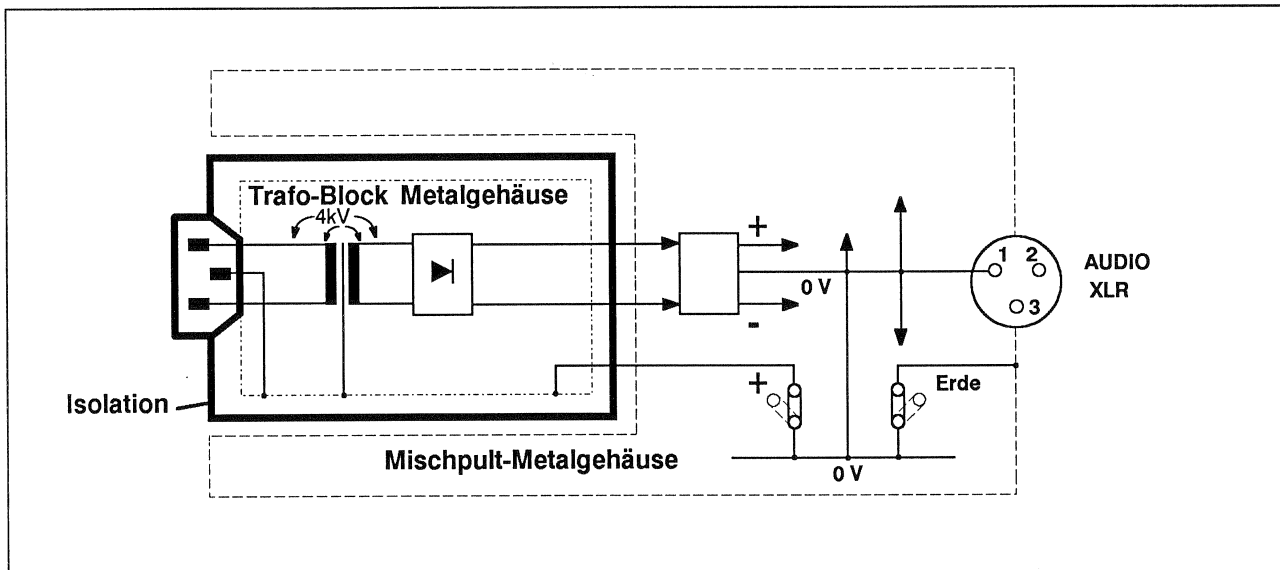 Trafo-Block Metalgehäuse
4kV
+
0 V
-
1 2
3
AUDIO
XLR
+
Erde
Isolation
Mischpult-Metalgehäuse
0 V